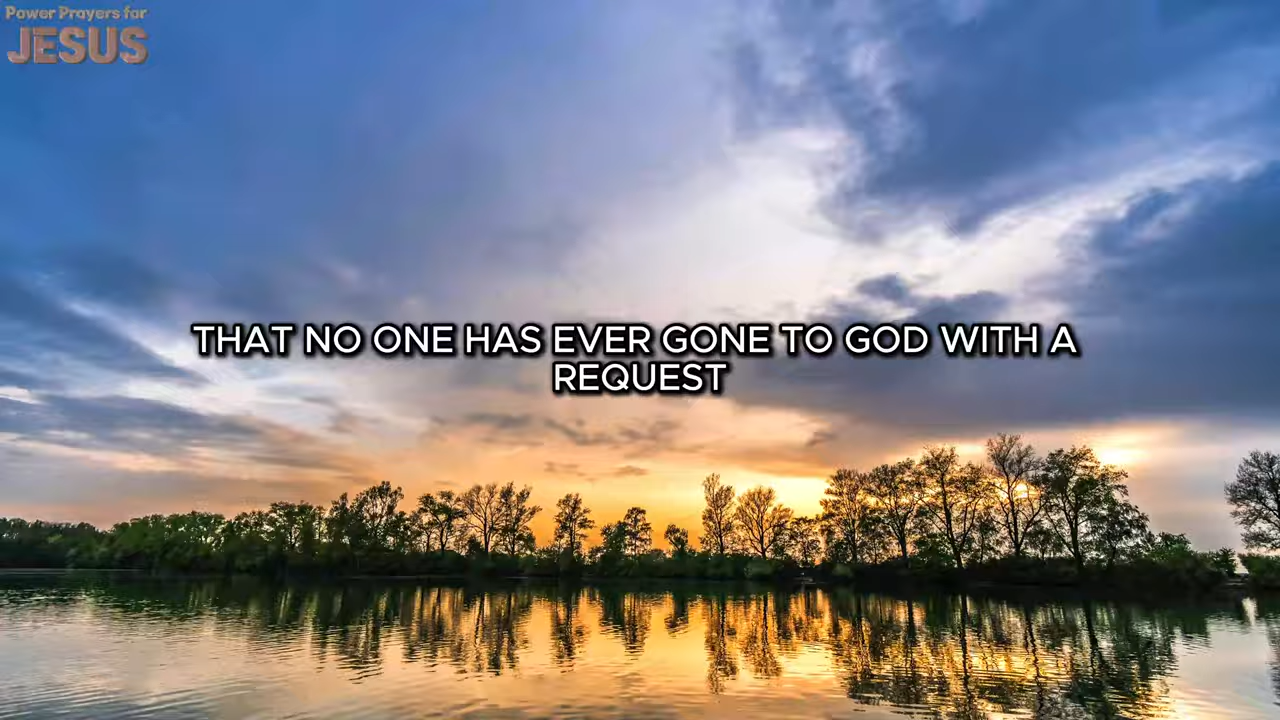 Power Prayers for
JESUS
THAT NO ONE HAS EVER GONE TO GOD WITH A
REQUEST